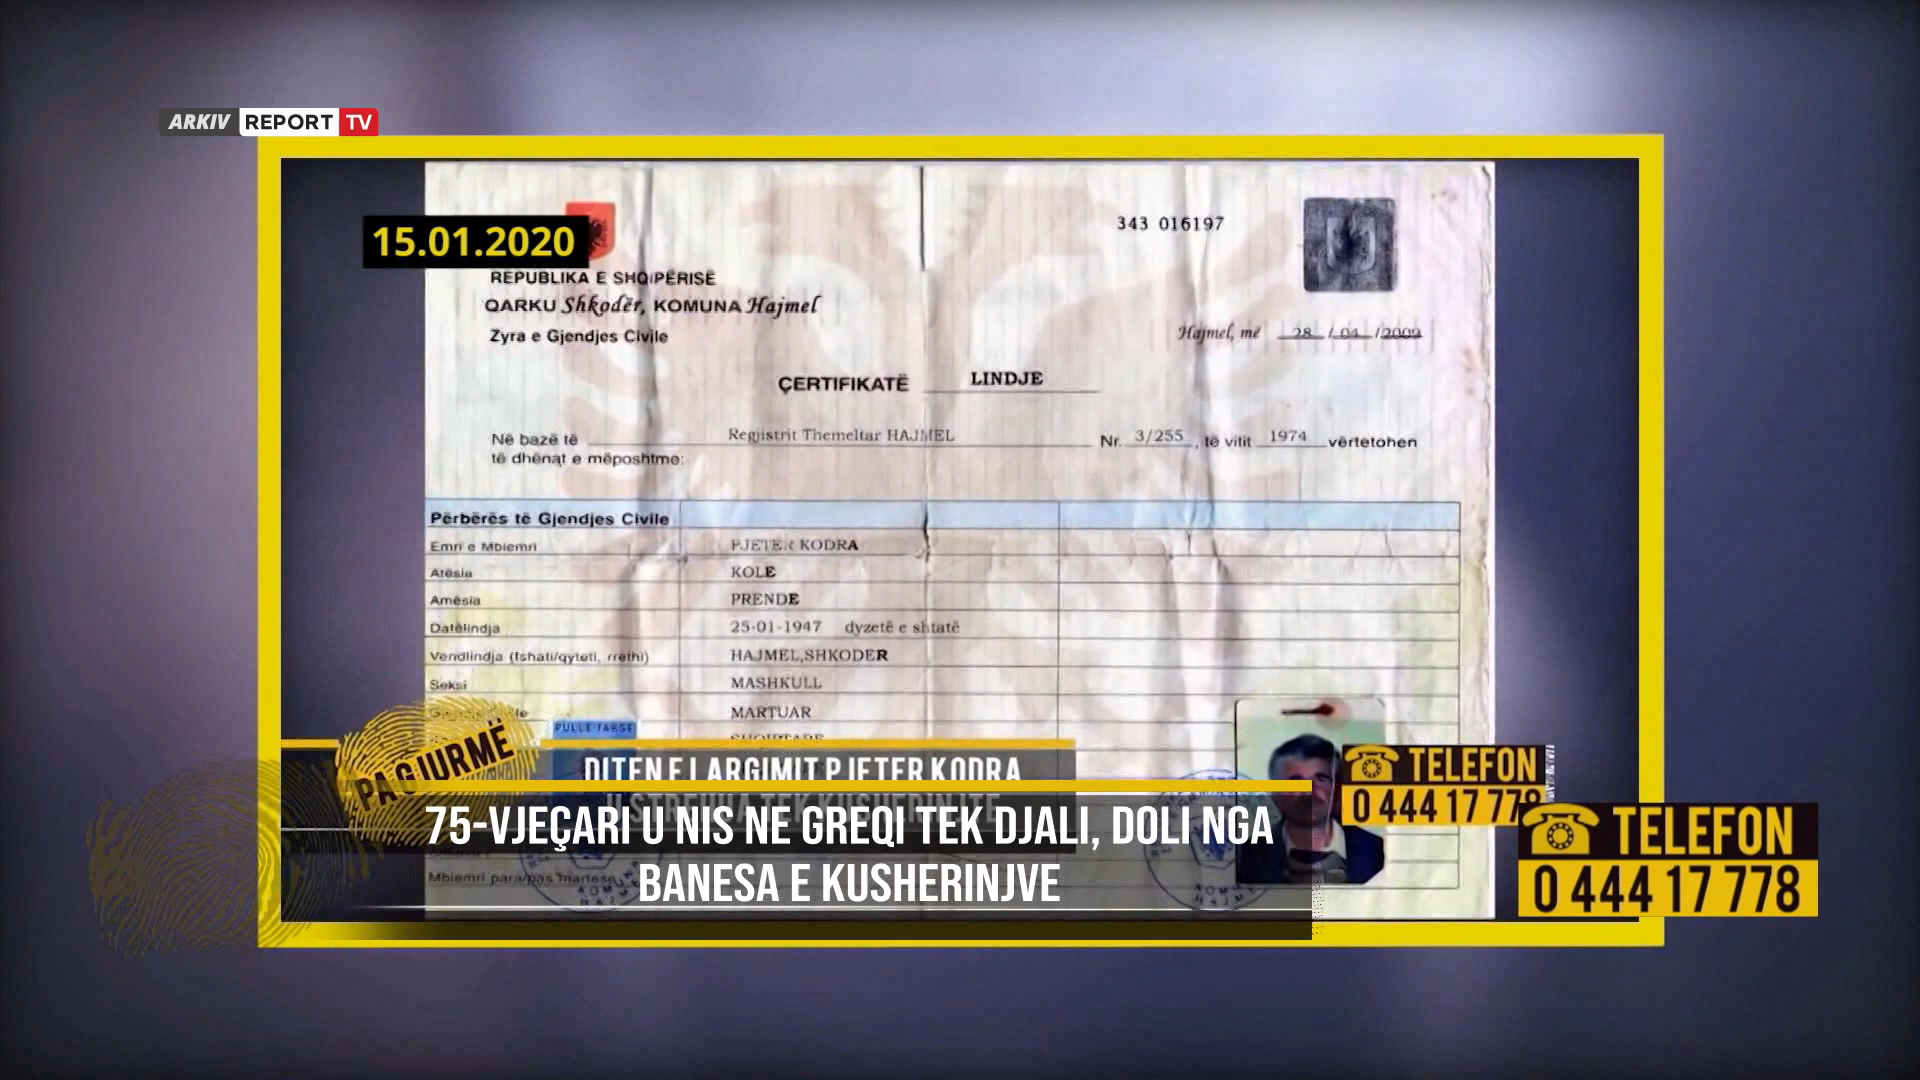 ARKIV REPORT TV
15.01.2020
343 016197
REPUBLIKA E SHQIPËRISË
QARKU Shkodër, KOMUNA Hajmel
Zyra e Gjendjes Civile
Hajmel, më 28 / 04 / 2009
ÇERTIFIKATË LINDJE
Në bazë të Regjistrit Themeltar HAJMEL Nr. 3/255, të vitit 1974 vërtetohen
të dhënat e mëposhtme:
Përbërës të Gjendjes Civile
Emri e Mbiemri PJETER KODRA
Atësia KOLE
Amësia PRENDE
Datëlindja 25-01-1947 dyzetë e shtatë
Vendlindja (fshati/qyteti, rrethi) HAJMEL,SHKODER
Seksi MASHKULL
MARTUAR
SHQIPTARE
PULLE TAKSE
PA GJURMË
DITEN E LARGIMIT PJETER KODRA
U STREHUA TEK KUSHERINJTE
75-VJEÇARI U NIS NE GREQI TEK DJALI, DOLI NGA
BANESA E KUSHERINJVE
Mbiemri para/pas martese
TELEFON
0 444 17 778
TELEFON
0 444 17 778